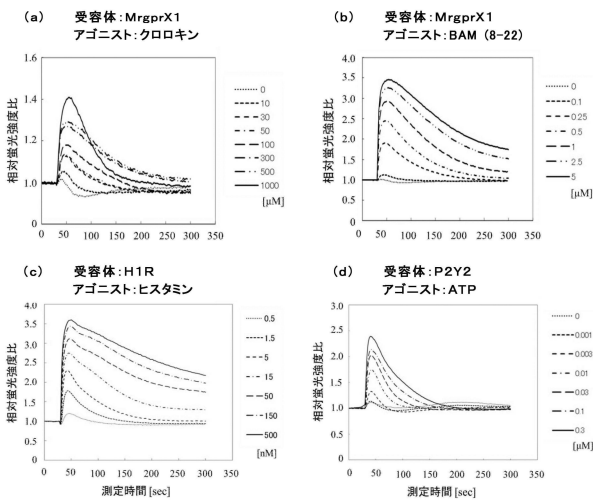 (a) 受容体：MrgprX1
アゴニスト：クロロキン
相対蛍光強度比
1.6
1.4
1.2
1.0
0.8
0.6
0 50 100 150 200 250 300 350
0
10
30
50
100
300
500
1000
[μM]
(b) 受容体：MrgprX1
アゴニスト：BAM (8-22)
相対蛍光強度比
4.0
3.5
3.0
2.5
2.0
1.5
1.0
0.5
0.0
0 50 100 150 200 250 300 350
0
0.1
0.25
0.5
1
2.5
5
[μM]
(c) 受容体：H1R
アゴニスト：ヒスタミン
相対蛍光強度比
4.0
3.5
3.0
2.5
2.0
1.5
1.0
0.5
0.0
0 50 100 150 200 250 300 350
測定時間 [sec]
0.5
1.5
5
15
50
150
500
[nM]
(d) 受容体：P2Y2
アゴニスト：ATP
相対蛍光強度比
3.0
2.5
2.0
1.5
1.0
0.5
0.0
0 50 100 150 200 250 300 350
測定時間 [sec]
0
0.001
0.003
0.01
0.03
0.1
0.3
[μM]